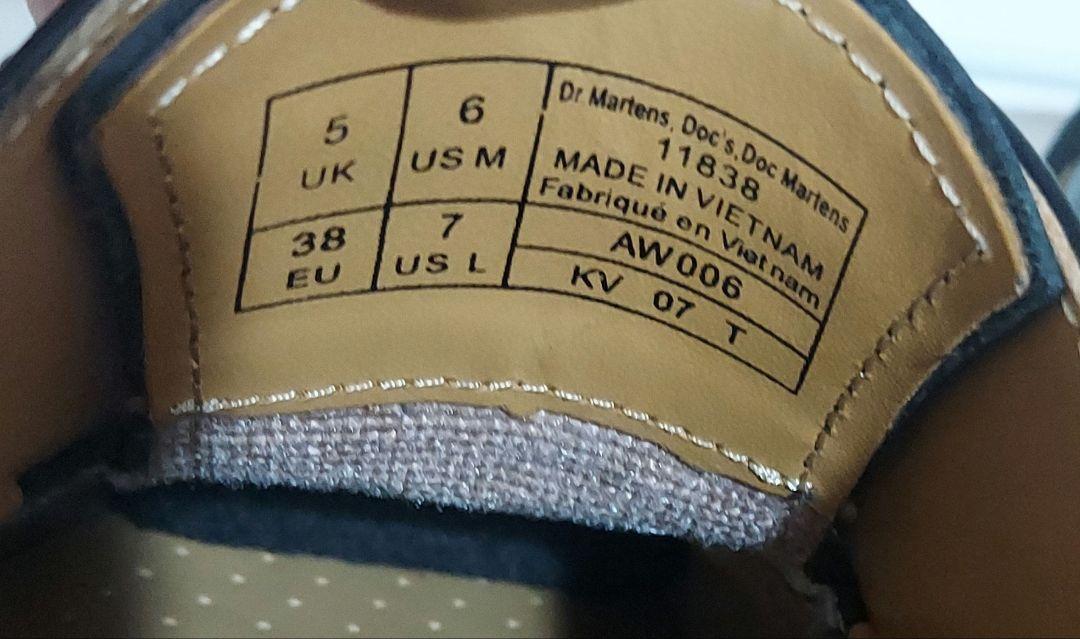 5
UK
6
US M
38
EU
7
US L
Dr Martens, Doc's, Doc Martens
11838
MADE IN VIETNAM
Fabriqué en Vietnam
AW006
KV 07 T